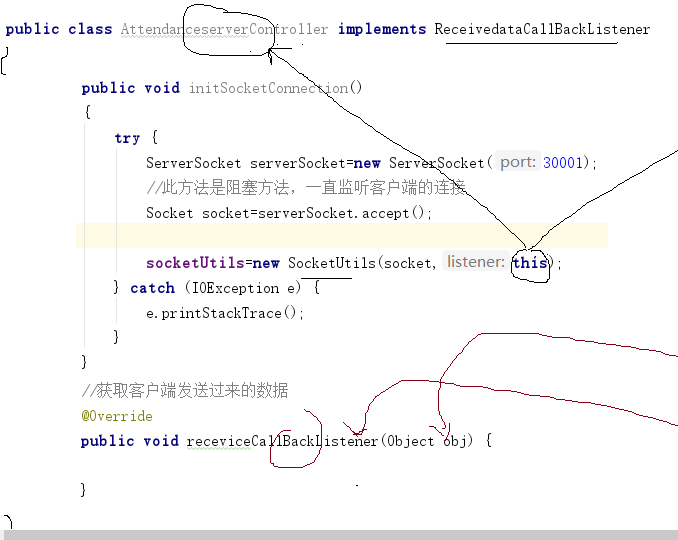 public class AttendanceserverController implements ReceivedataCallBackListener
{
public void initSocketConnection()
{
try {
ServerSocket serverSocket=new ServerSocket( port: 30001);
//此方法是阻塞方法，一直监听客户端的连接
Socket socket=serverSocket.accept();
socketUtils=new SocketUtils(socket, listener: this);
} catch (IOException e) {
e.printStackTrace();
}
}
//获取客户端发送过来的数据
@Override
public void receviceCallBackListener(Object obj) {
}
}